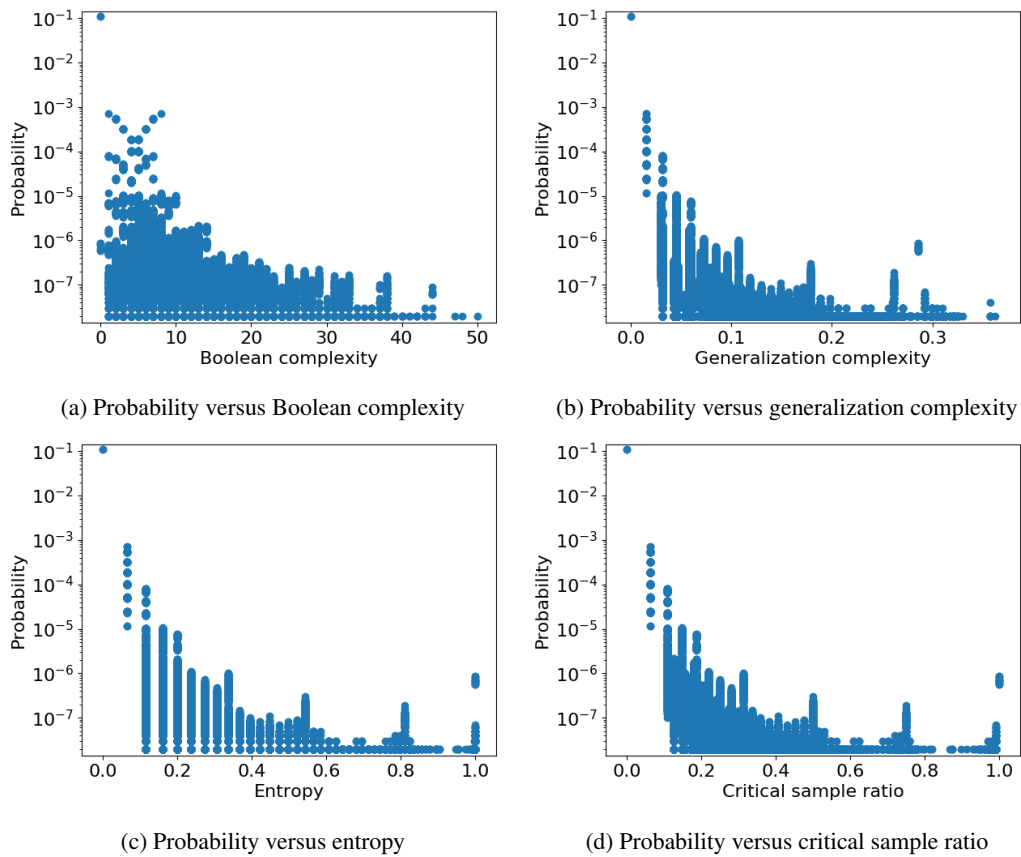 10⁻¹
10⁻²
10⁻³
10⁻⁴
10⁻⁵
10⁻⁶
10⁻⁷
Probability
0 10 20 30 40 50
Boolean complexity
(a) Probability versus Boolean complexity
10⁻¹
10⁻²
10⁻³
10⁻⁴
10⁻⁵
10⁻⁶
10⁻⁷
Probability
0.0 0.1 0.2 0.3
Generalization complexity
(b) Probability versus generalization complexity
10⁻¹
10⁻²
10⁻³
10⁻⁴
10⁻⁵
10⁻⁶
10⁻⁷
Probability
0.0 0.2 0.4 0.6 0.8 1.0
Entropy
(c) Probability versus entropy
10⁻¹
10⁻²
10⁻³
10⁻⁴
10⁻⁵
10⁻⁶
10⁻⁷
Probability
0.0 0.2 0.4 0.6 0.8 1.0
Critical sample ratio
(d) Probability versus critical sample ratio